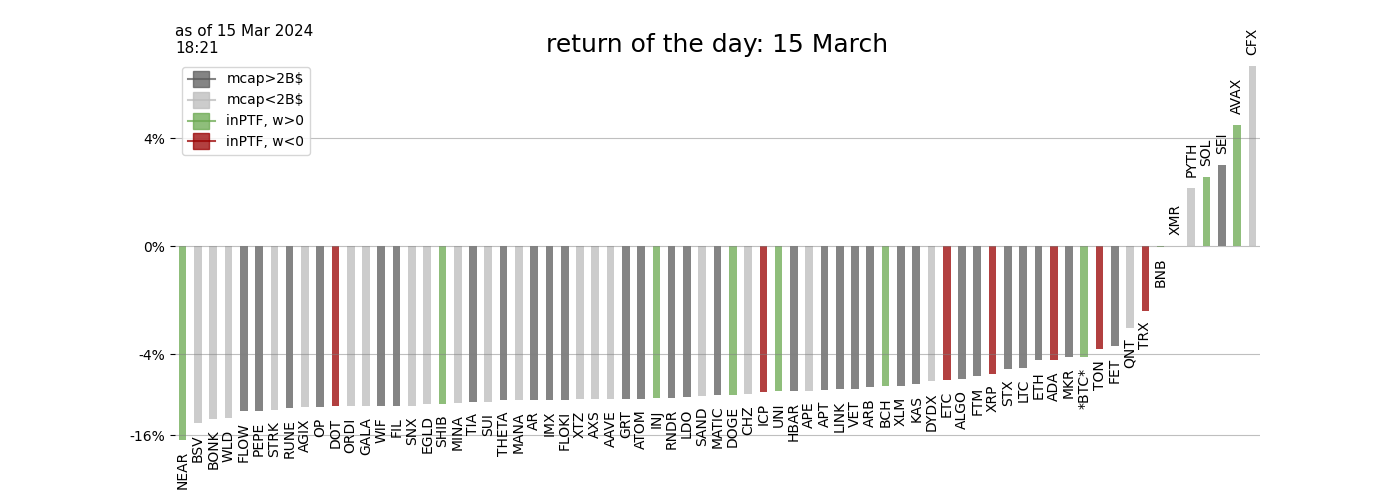 as of 15 Mar 2024
18:21
return of the day: 15 March
mcap>2B$
mcap<2B$
inPTF, w>0
inPTF, w<0
4%
0%
-4%
-16%
NEAR
BSV
BONK
WLD
FLOW
PEPE
STRK
RUNE
AGIX
OP
DOT
ORDI
GALA
WIF
FIL
SNX
EGLD
SHIB
MINA
TIA
SUI
THETA
MANA
AR
IMX
FLOKI
XTZ
AXS
AAVE
GRT
ATOM
INJ
RNDR
LDO
SAND
MATIC
DOGE
CHZ
ICP
UNI
HBAR
APE
APT
LINK
VET
ARB
BCH
XLM
KAS
DYDX
ETC
ALGO
FTM
XRP
STX
LTC
ETH
ADA
MKR
*BTC*
TON
FET
QNT
TRX
BNB
XMR
PYTH
SOL
SEI
AVAX
CFX